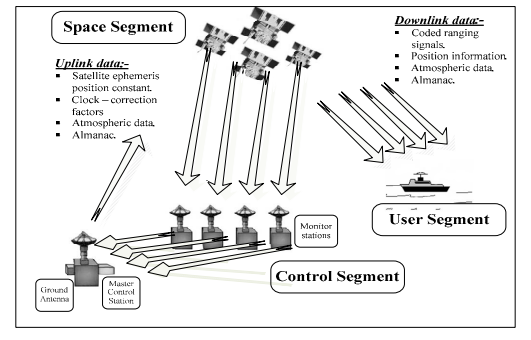 Space Segment
Uplink data:-
▪ Satellite ephemeris
position constant.
▪ Clock – correction
factors
▪ Atmospheric data.
▪ Almanac.
Downlink data:-
▪ Coded ranging
signals.
▪ Position information.
▪ Atmospheric data.
▪ Almanac.
User Segment
Monitor
stations
Control Segment
Ground
Antenna
Master
Control
Station